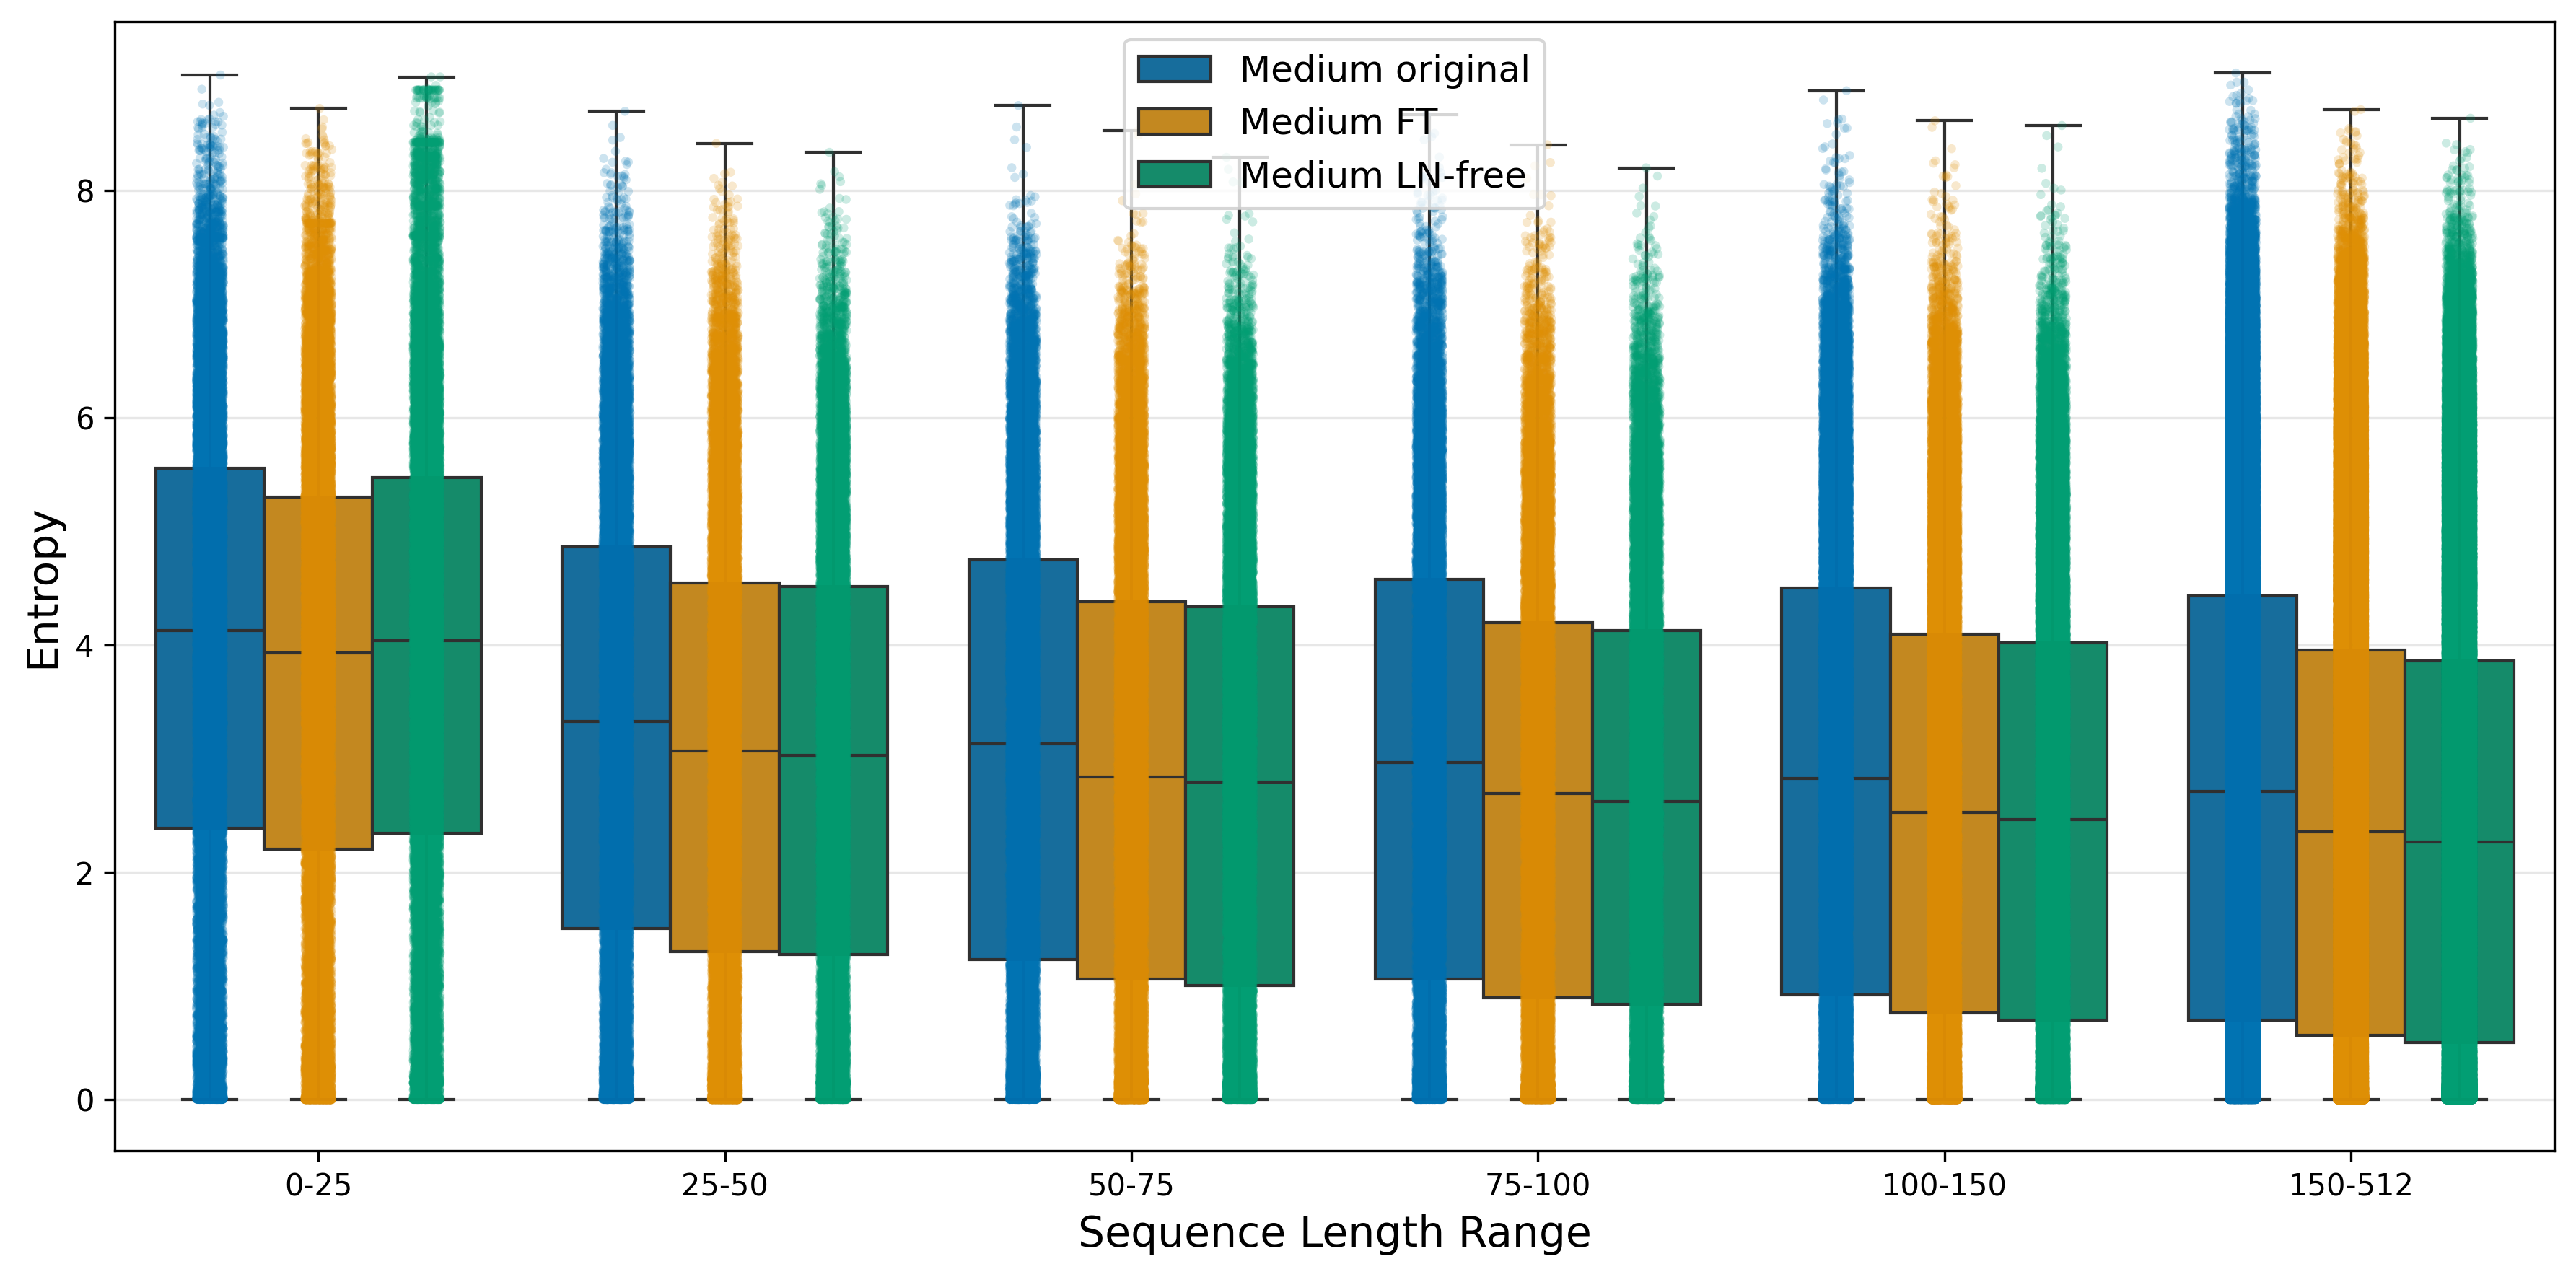 Medium original
Medium FT
Medium LN-free
Entropy
8
6
4
2
0
0-25
25-50
50-75
75-100
100-150
150-512
Sequence Length Range